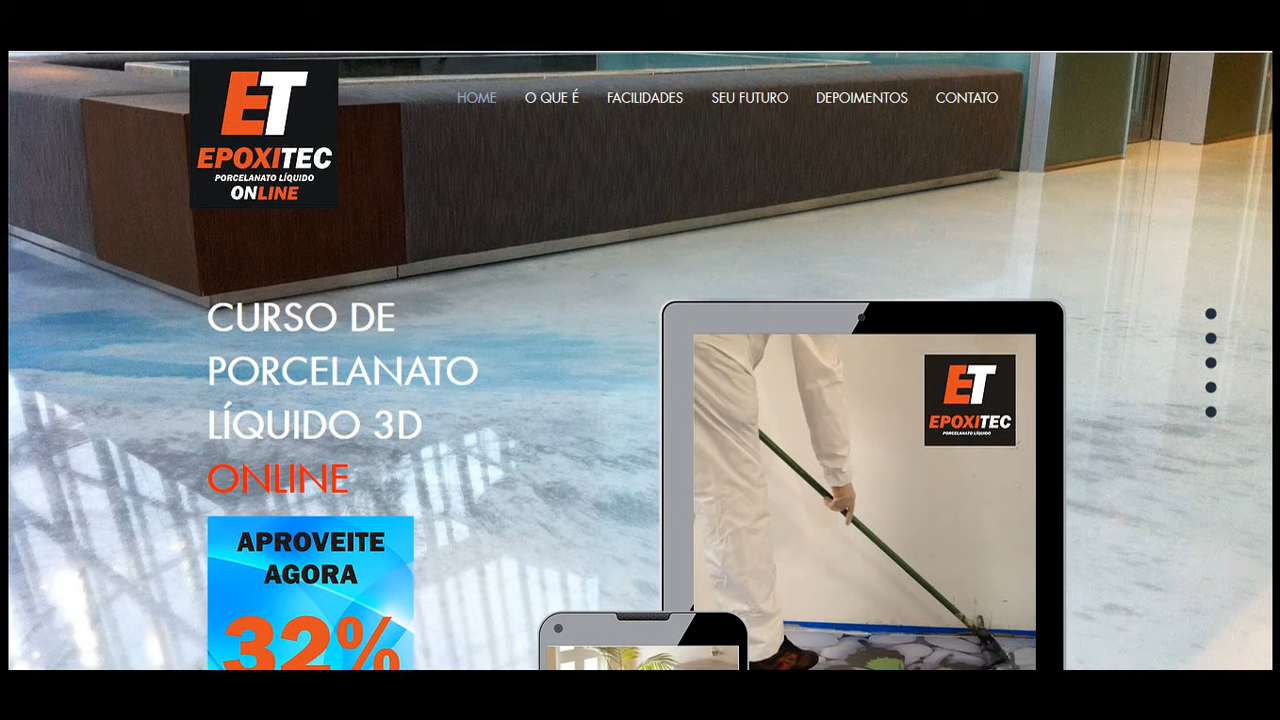 ET
EPOXITEC
PORCELANATO LÍQUIDO
ONLINE
HOME O QUE É FACILIDADES SEU FUTURO DEPOIMENTOS CONTATO
CURSO DE
PORCELANATO
LÍQUIDO 3D
ONLINE
APROVEITE
AGORA
32%
ET
EPOXITEC
PORCELANATO LÍQUIDO